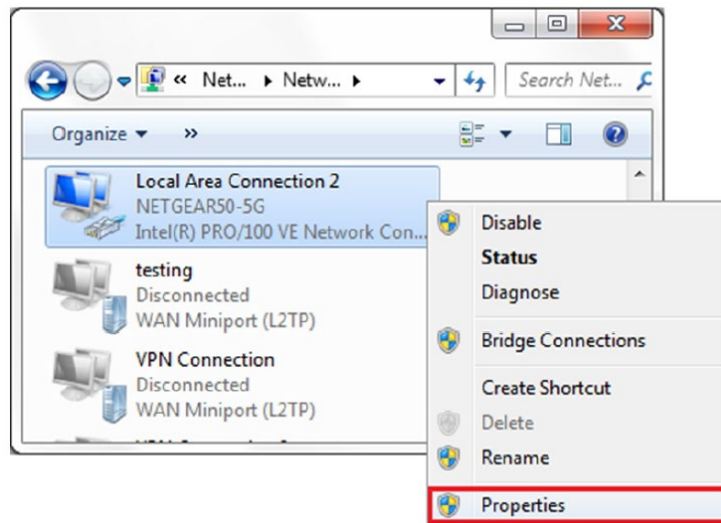 « Net... ▸ Netw... ▸
Search Net...
Organize
»
Local Area Connection 2
NETGEAR50-5G
Intel(R) PRO/100 VE Network Con...
testing
Disconnected
WAN Miniport (L2TP)
VPN Connection
Disconnected
WAN Miniport (L2TP)
Disable
Status
Diagnose
Bridge Connections
Create Shortcut
Delete
Rename
Properties